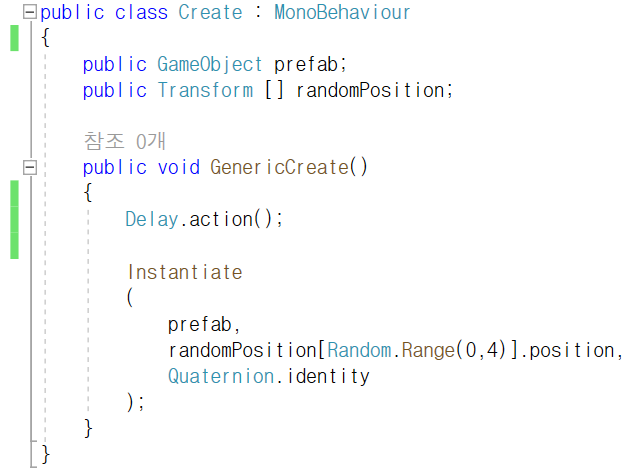 public class Create : MonoBehaviour
{
public GameObject prefab;
public Transform [] randomPosition;
참조 0개
public void GenericCreate()
{
Delay.action();
Instantiate
(
prefab,
randomPosition[Random.Range(0,4)].position,
Quaternion.identity
);
}
}